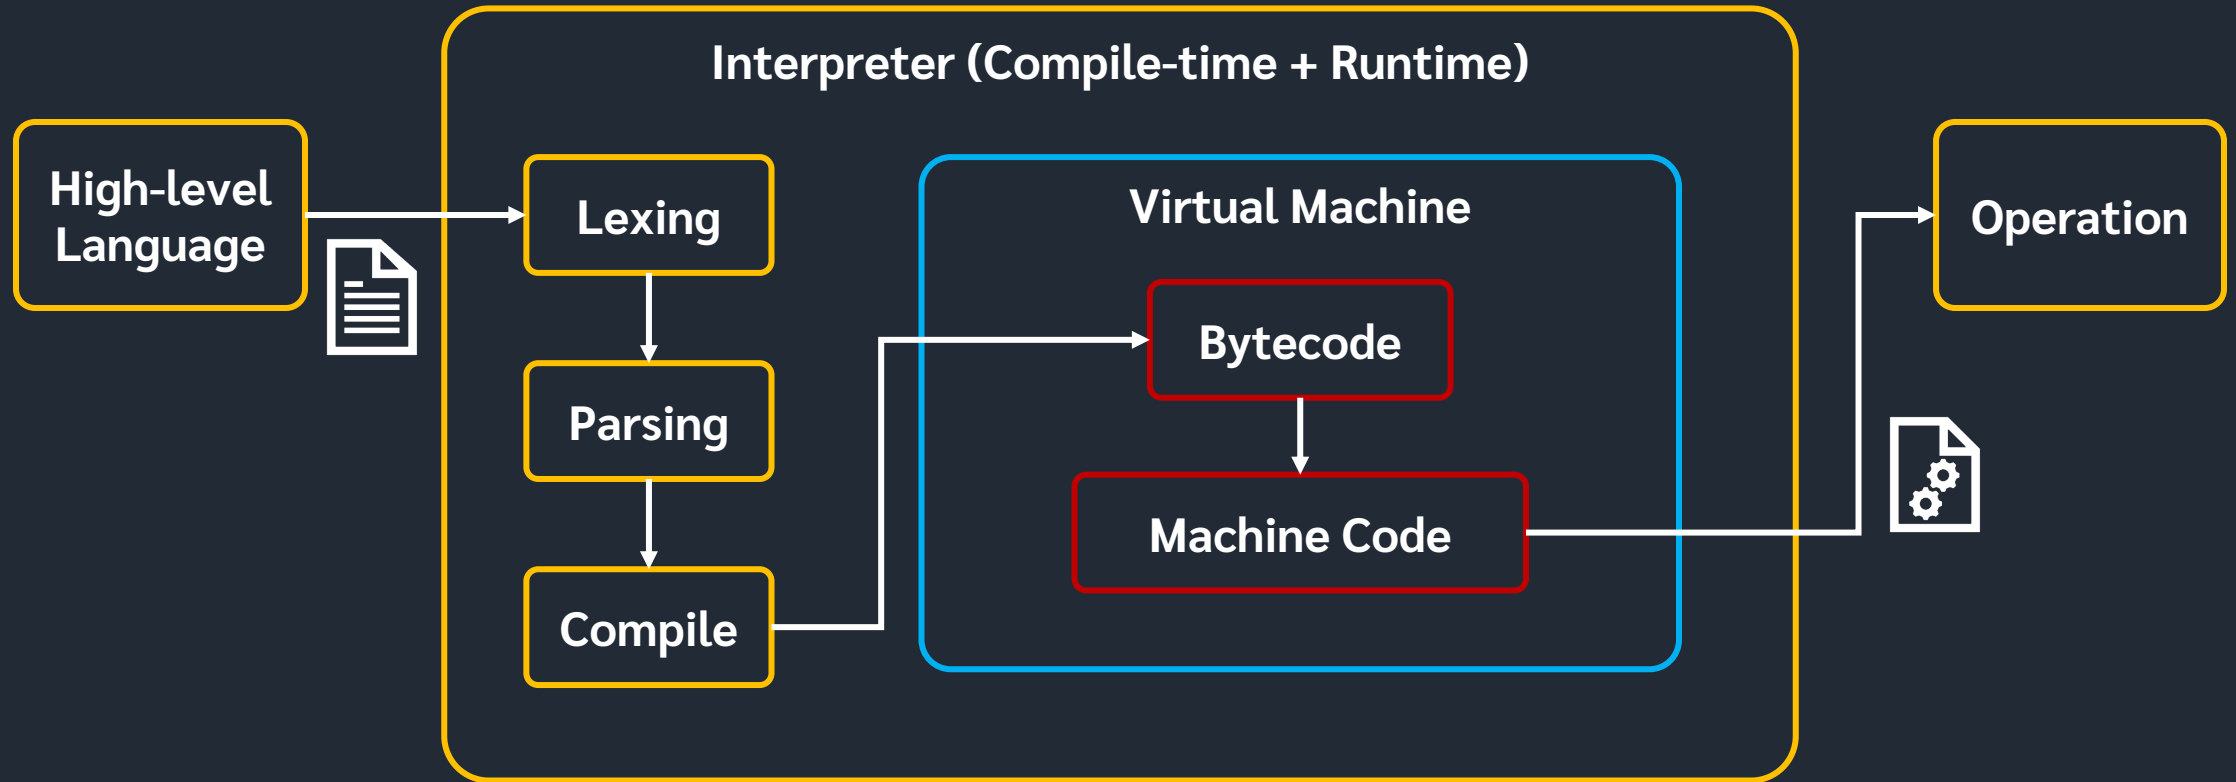 Interpreter (Compile-time + Runtime)
High-level
Language
Lexing
Parsing
Compile
Virtual Machine
Bytecode
Machine Code
Operation